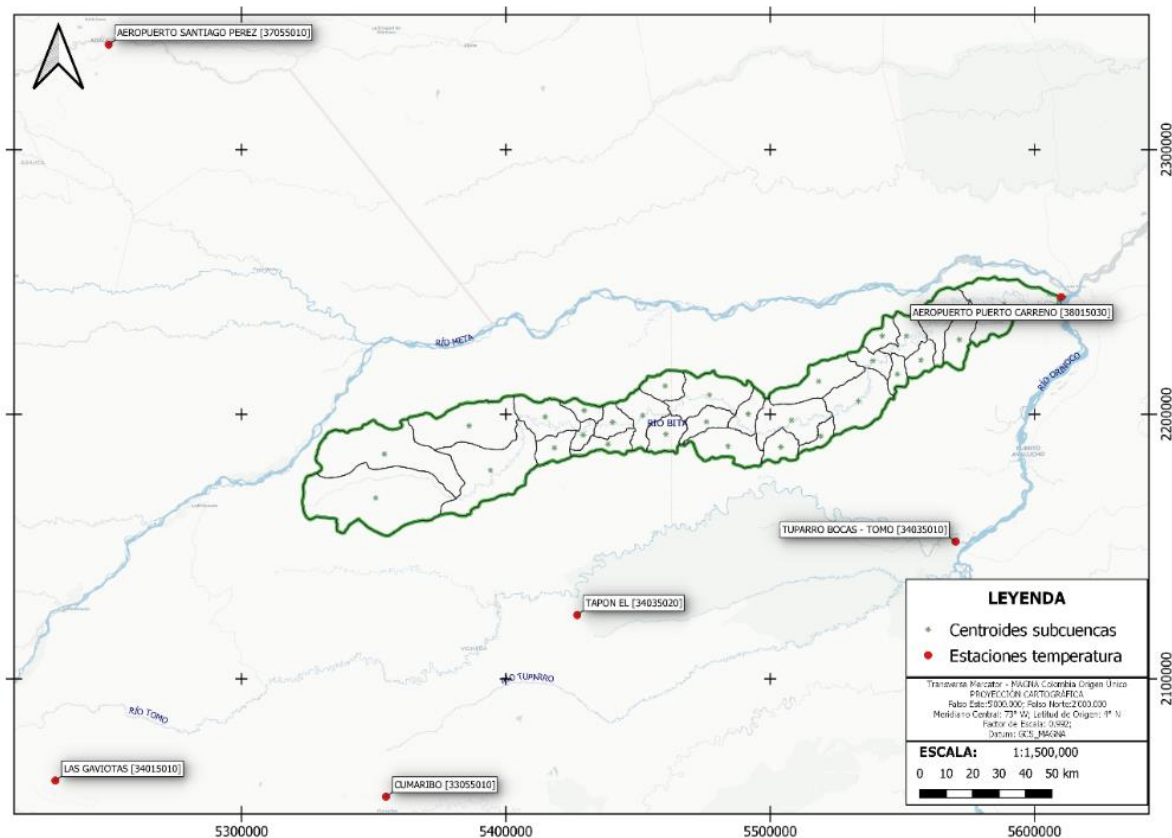 AEROPUERTO SANTIAGO PEREZ [37055010]
2300000
RÍO META
AEROPUERTO PUERTO CARREÑO [38015030]
RÍO ORINOCO
RÍO BITA
2200000
TUPARRO BOCAS - TOMO [34035010]
TAPON EL [34035020]
RÍO TUPARRO
2100000
RÍO TOMO
LAS GAVIOTAS [34015010]
CUMARIBO [33055010]
LEYENDA
Centroides subcuencas
Estaciones temperatura
Transversa Mercator - MAGNA Colombia Origen Único
PROYECCIÓN CARTOGRÁFICA
Falso Este:5'000.000; Falso Norte:2'000.000
Meridiano Central: 73° W; Latitud de Origen: 4° N
Factor de Escala: 0.992;
Datum: GCS_MAGNA
ESCALA: 1:1,500,000
0 10 20 30 40 50 km
5300000 5400000 5500000 5600000